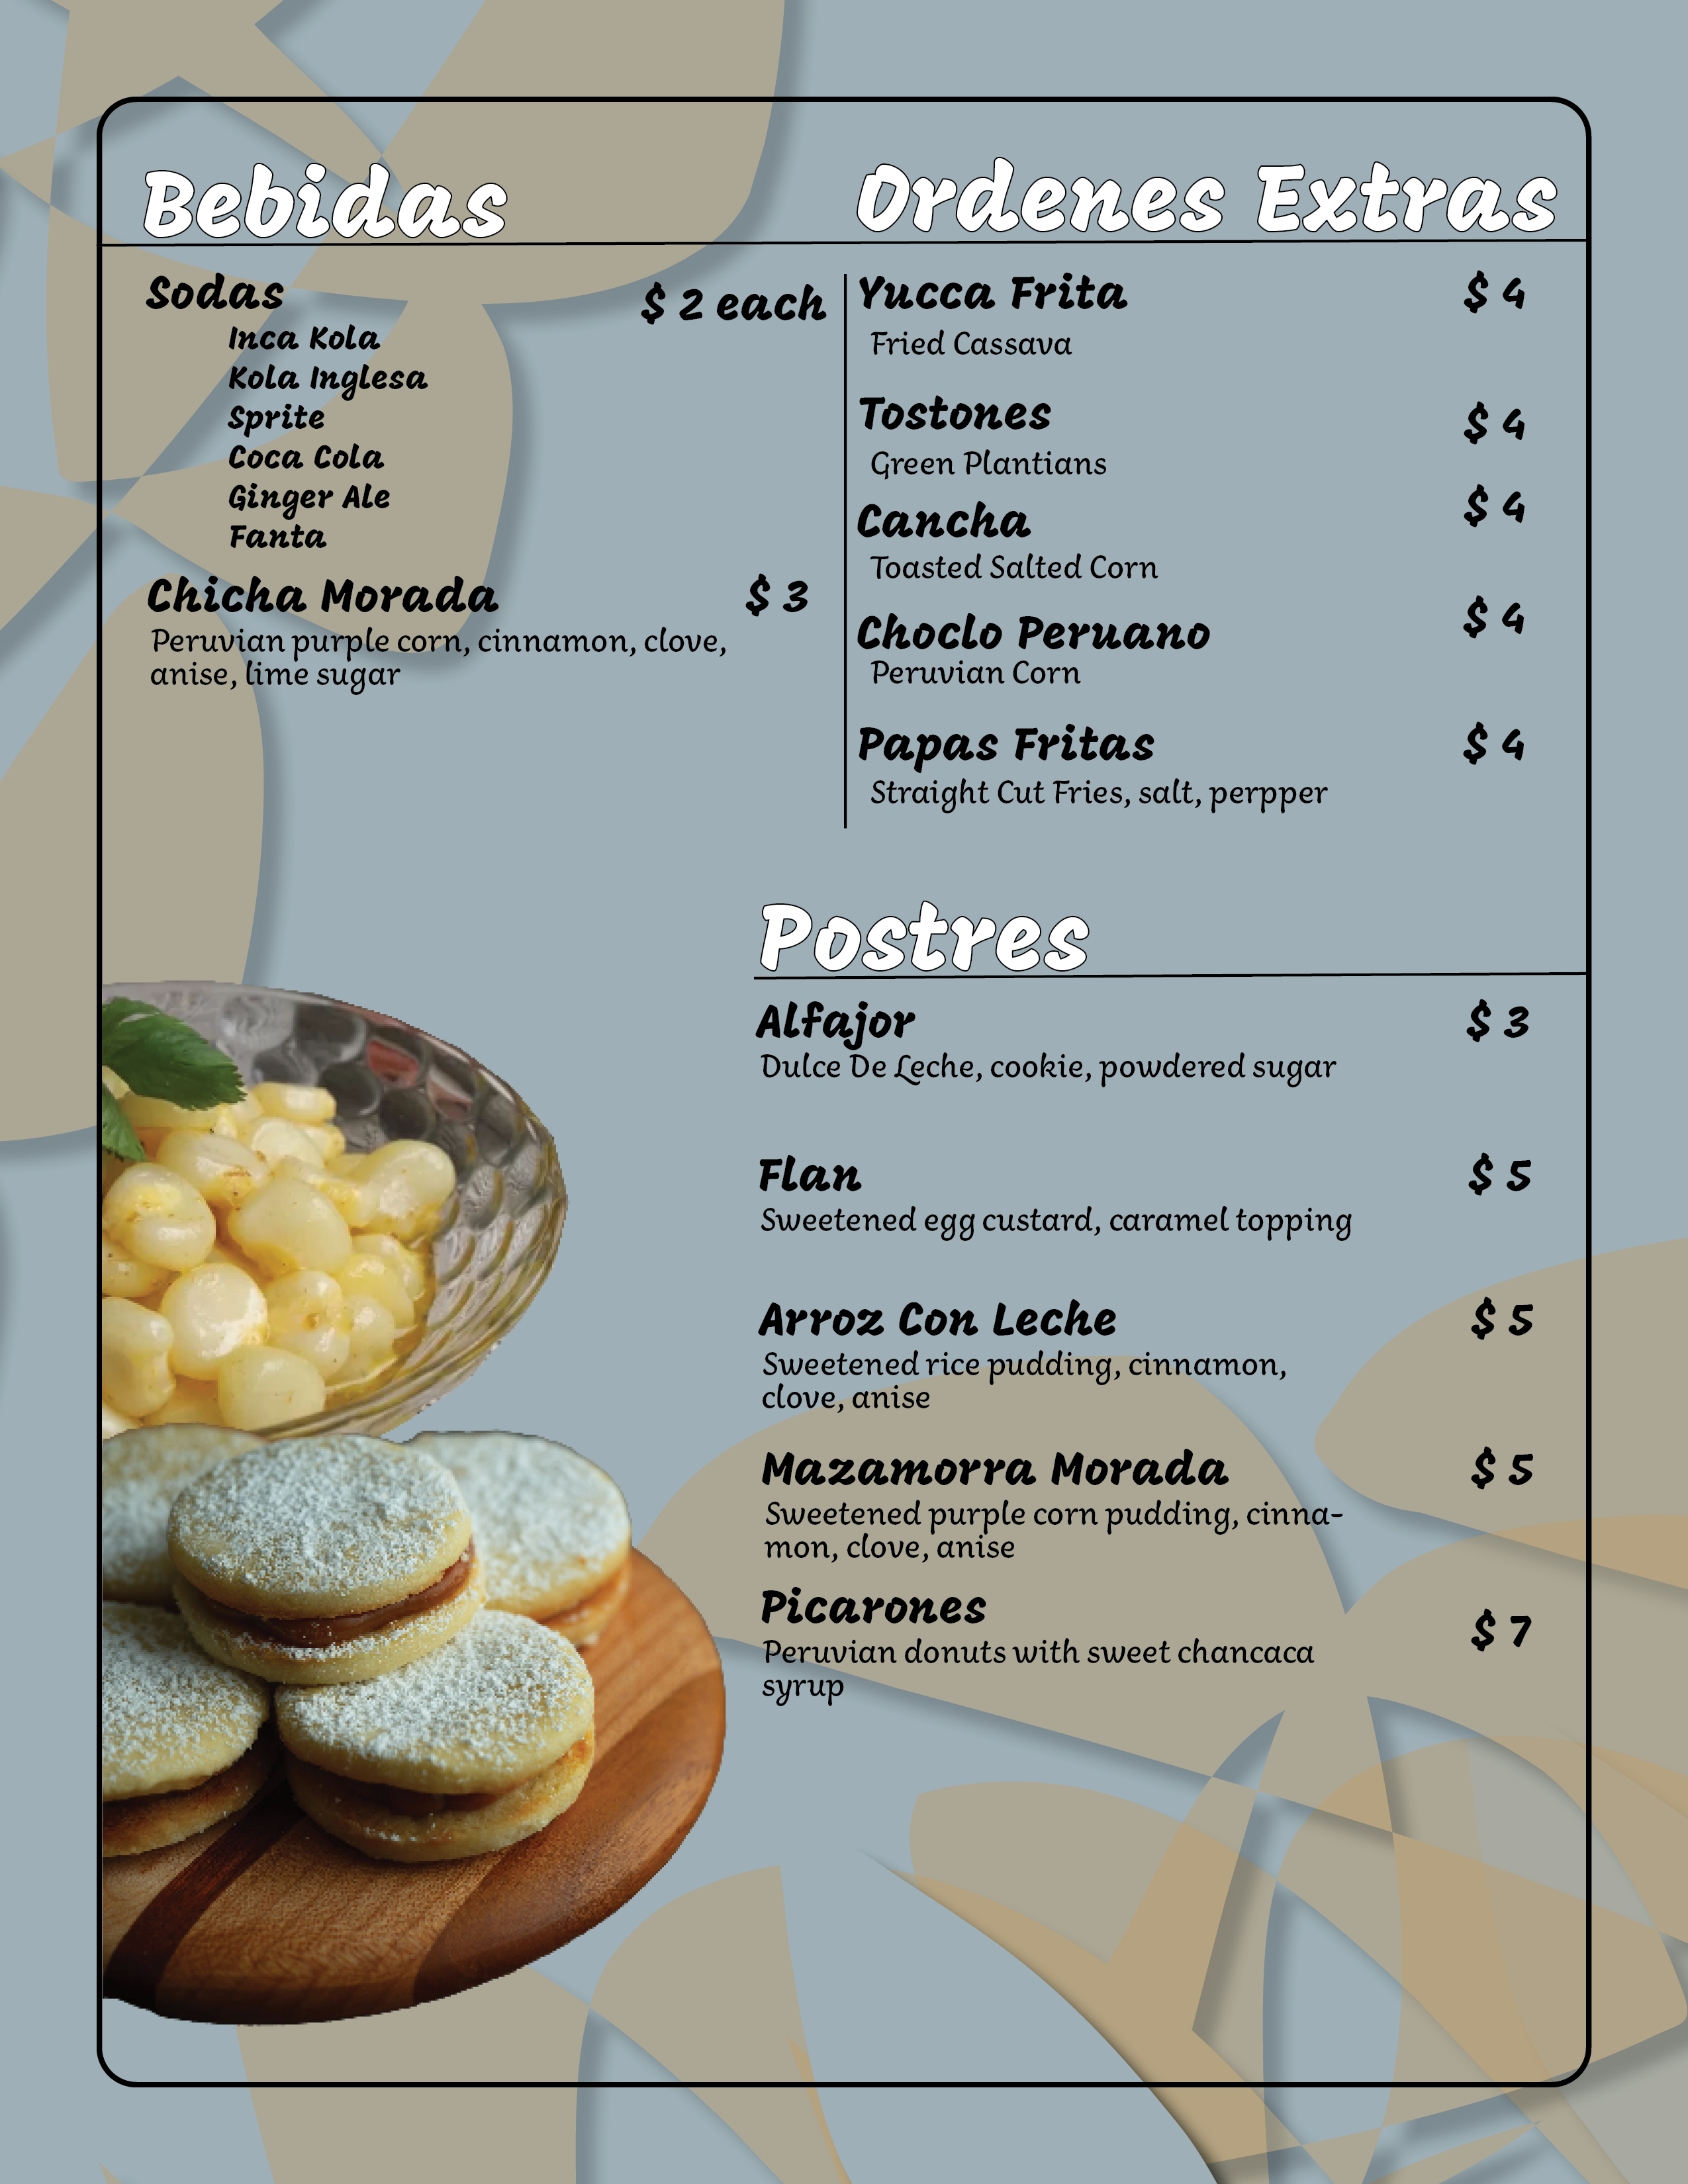 Bebidas
Sodas $ 2 each
Inca Kola
Kola Inglesa
Sprite
Coca Cola
Ginger Ale
Fanta
Chicha Morada $ 3
Peruvian purple corn, cinnamon, clove,
anise, lime sugar
Ordenes Extras
Yucca Frita $ 4
Fried Cassava
Tostones $ 4
Green Plantians
Cancha $ 4
Toasted Salted Corn
Choclo Peruano $ 4
Peruvian Corn
Papas Fritas $ 4
Straight Cut Fries, salt, perpper
Postres
Alfajor $ 3
Dulce De Leche, cookie, powdered sugar
Flan $ 5
Sweetened egg custard, caramel topping
Arroz Con Leche $ 5
Sweetened rice pudding, cinnamon,
clove, anise
Mazamorra Morada $ 5
Sweetened purple corn pudding, cinna-
mon, clove, anise
Picarones $ 7
Peruvian donuts with sweet chancaca
syrup